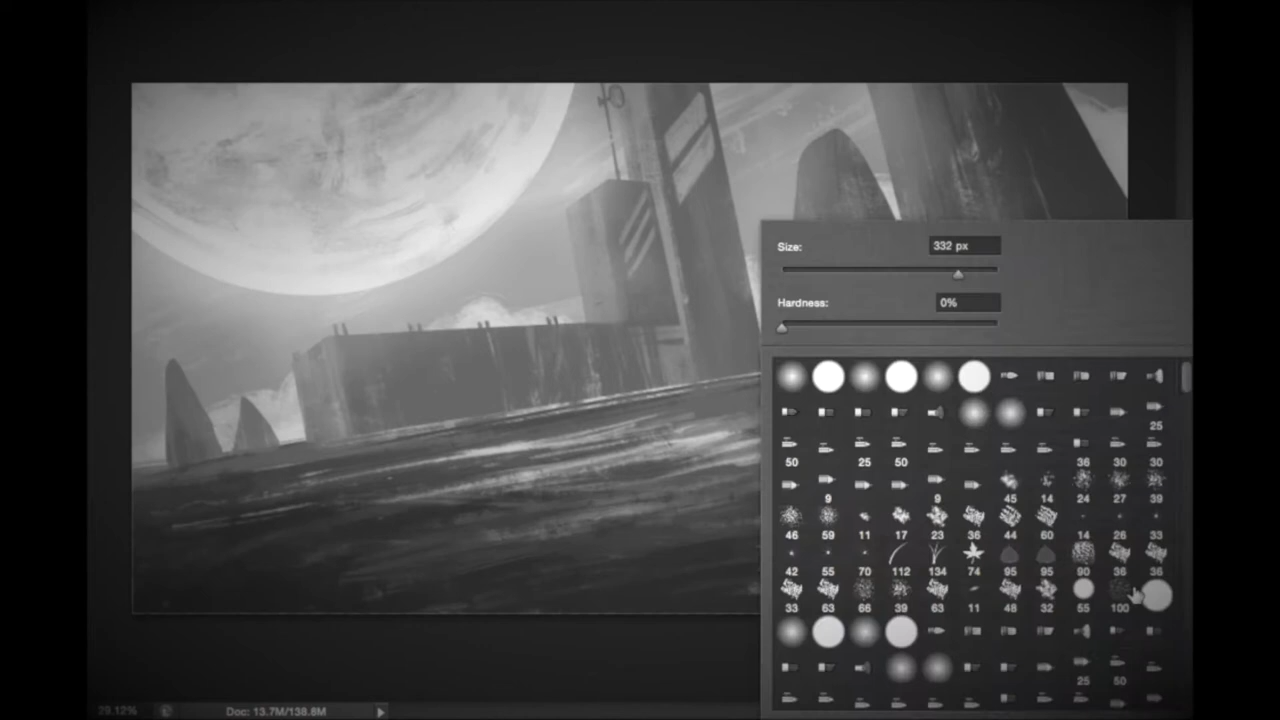 Size: 332 px
Hardness: 0%
25
50 25 50 36 30 30
9 9 45 14 24 27 39
46 59 11 17 23 36 44 60 14 26 33
42 55 70 112 134 74 95 95 90 36 36
33 63 66 39 63 11 48 32 55 100
25 50
29.12% Doc: 13.7M/138.8M